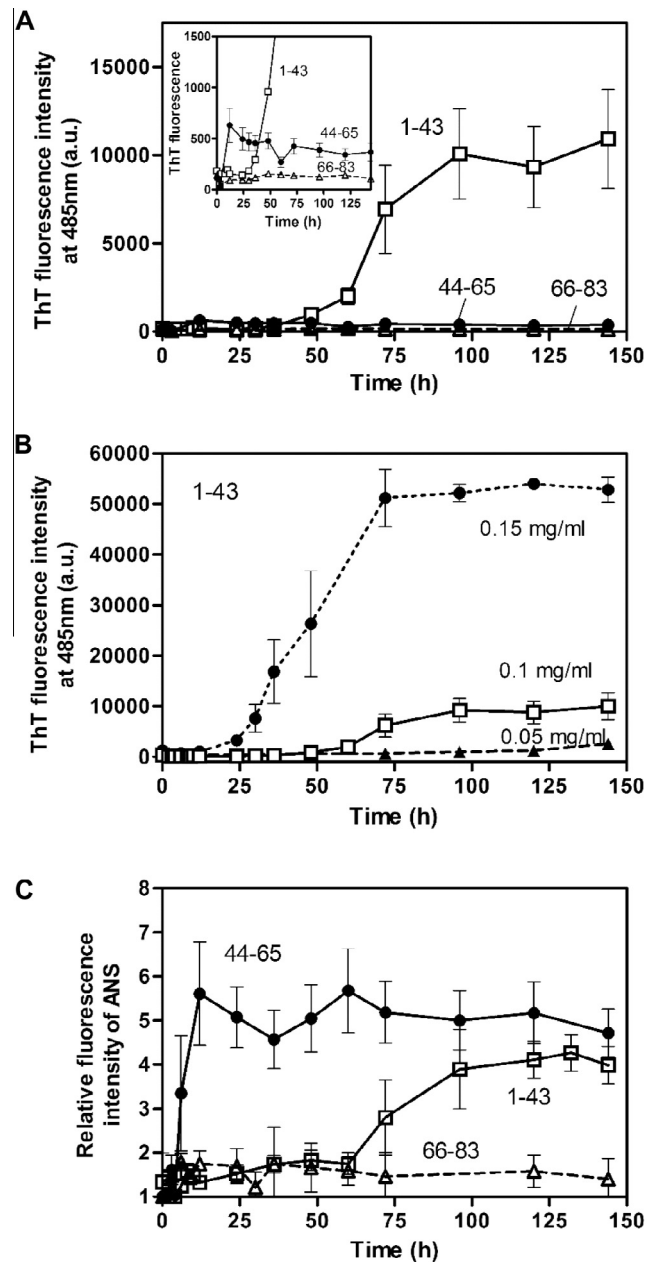 A
ThT fluorescence intensity
at 485nm (a.u.)
15000
10000
5000
0
0 25 50 75 100 125 150
Time (h)
1-43
44-65
66-83
ThT fluorescence
1500
1000
500
0
0 25 50 75 100 125
Time (h)
1-43
44-65
66-83
B
ThT fluorescence intensity
at 485nm (a.u.)
60000
50000
40000
30000
20000
10000
0
0 25 50 75 100 125 150
Time (h)
1-43
0.15 mg/ml
0.1 mg/ml
0.05 mg/ml
C
Relative fluorescence
intensity of ANS
8
7
6
5
4
3
2
1
0 25 50 75 100 125 150
Time (h)
44-65
1-43
66-83